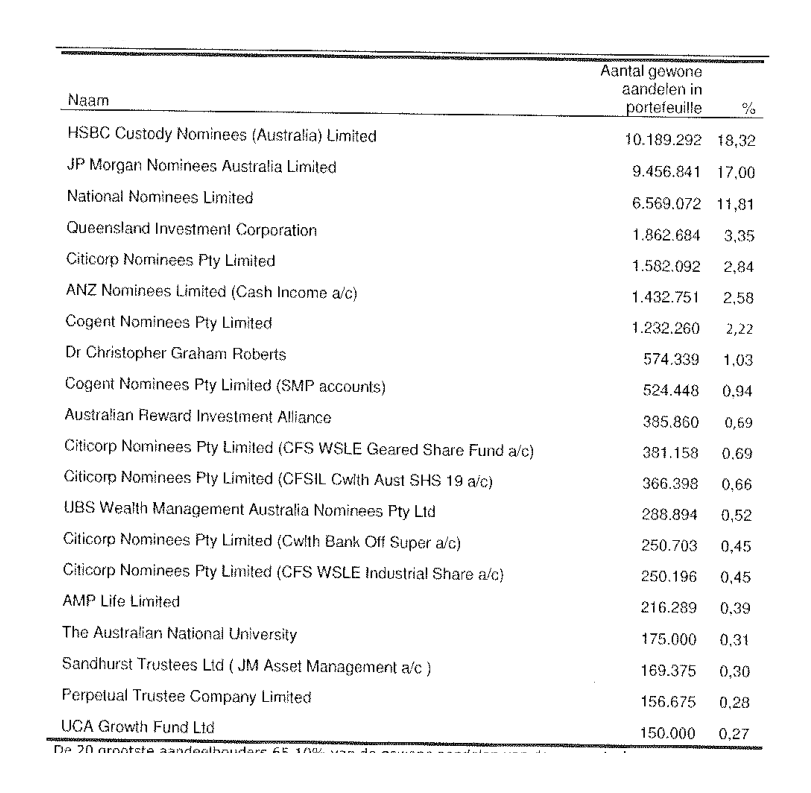 Aantal gewone
aandelen in
Naam portefeuille %
HSBC Custody Nominees (Australia) Limited 10.189.292 18,32
JP Morgan Nominees Australia Limited 9.456.841 17,00
National Nominees Limited 6.569.072 11,81
Queensland Investment Corporation 1.862.684 3,35
Citicorp Nominees Pty Limited 1.582.092 2,84
ANZ Nominees Limited (Cash Income a/c) 1.432.751 2,58
Cogent Nominees Pty Limited 1.232.260 2,22
Dr Christopher Graham Roberts 574.339 1,03
Cogent Nominees Pty Limited (SMP accounts) 524.448 0,94
Australian Reward Investment Alliance 385.860 0,69
Citicorp Nominees Pty Limited (CFS WSLE Geared Share Fund a/c) 381.158 0.69
Citicorp Nominees Pty Limited (CFSIL Cwlth Aust SHS 19 a/c) 366.398 0,66
UBS Wealth Management Australia Nominees Pty Ltd 288.894 0,52
Citicorp Nominees Pty Limited (Cwlth Bank Off Super a/c) 250.703 0,45
Citicorp Nominees Pty Limited (CFS WSLE Industrial Share a/c) 250.196 0,45
AMP Life Limited 216.289 0,39
The Australian National University 175.000 0,31
Sandhurst Trustees Ltd ( JM Asset Management a/c ) 169.375 0,30
Perpetual Trustee Company Limited 156.675 0,28
UCA Growth Fund Ltd 150.000 0,27
De 20 grootste aandeelhouders 65,10% van de gewone aandelen van de